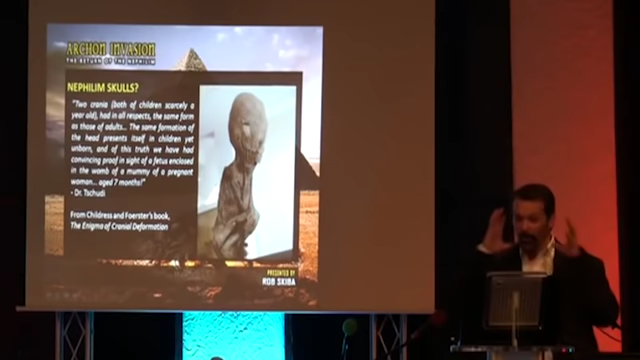 ARCHON INVASION
THE RETURN OF THE NEPHILIM
NEPHILIM SKULLS?
"Two crania (both of children scarcely a
year old), had in all respects, the same form
as those of adults... The same formation of
the head presents itself in children yet
unborn, and of this truth we have had
convincing proof in sight of a fetus enclosed
in the womb of a mummy of a pregnant
woman... aged 7 months!"
- Dr. Tschudi
From Childress and Foerster's book,
The Enigma of Cranial Deformation
PRESENTED BY
ROB SKIBA